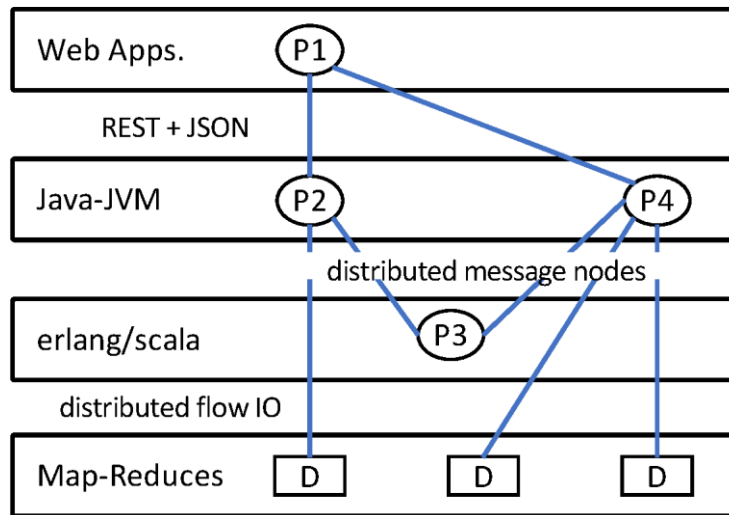 Web Apps. P1
REST + JSON
Java-JVM P2 P4
distributed message nodes
erlang/scala P3
distributed flow IO
Map-Reduces D D D